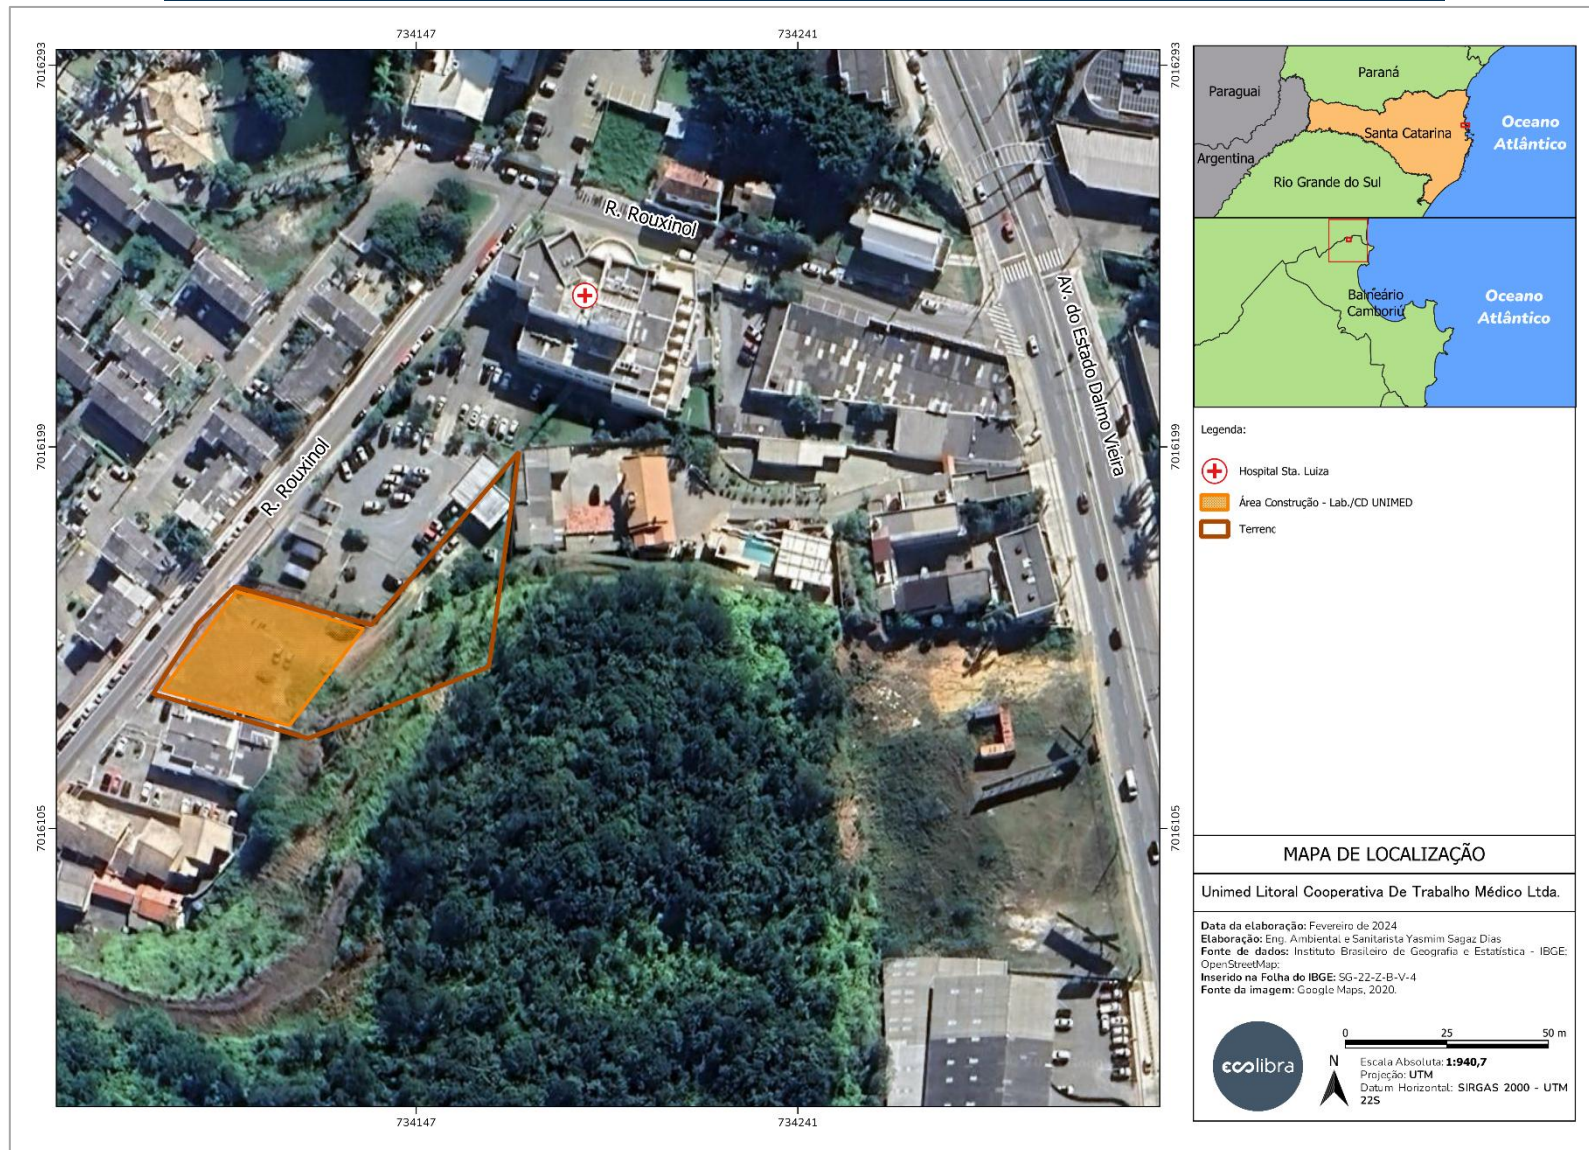 734147
734241
7016293
7016293
R. Rouxinol
Av. do Estado Dalmo Vieira
7016199
7016199
R. Rouxinol
7016105
7016105
734147
734241
Paraguai
Paraná
Argentina
Santa Catarina
Oceano
Atlântico
Rio Grande do Sul
Balneário
Camboriú
Oceano
Atlântico
Legenda:
Hospital Sta. Luiza
Área Construção - Lab./CD UNIMED
Terreno
MAPA DE LOCALIZAÇÃO
Unimed Litoral Cooperativa De Trabalho Médico Ltda.
Data da elaboração: Fevereiro de 2024
Elaboração: Eng. Ambiental e Sanitarista Yasmim Sagaz Dias
Fonte de dados: Instituto Brasileiro de Geografia e Estatística - IBGE;
OpenStreetMap;
Inserido na Folha do IBGE: SG-22-Z-B-V-4
Fonte da imagem: Google Maps, 2020.
ecolibra
0 25 50 m
N
Escala Absoluta: 1:940,7
Projeção: UTM
Datum Horizontal: SIRGAS 2000 - UTM
22S